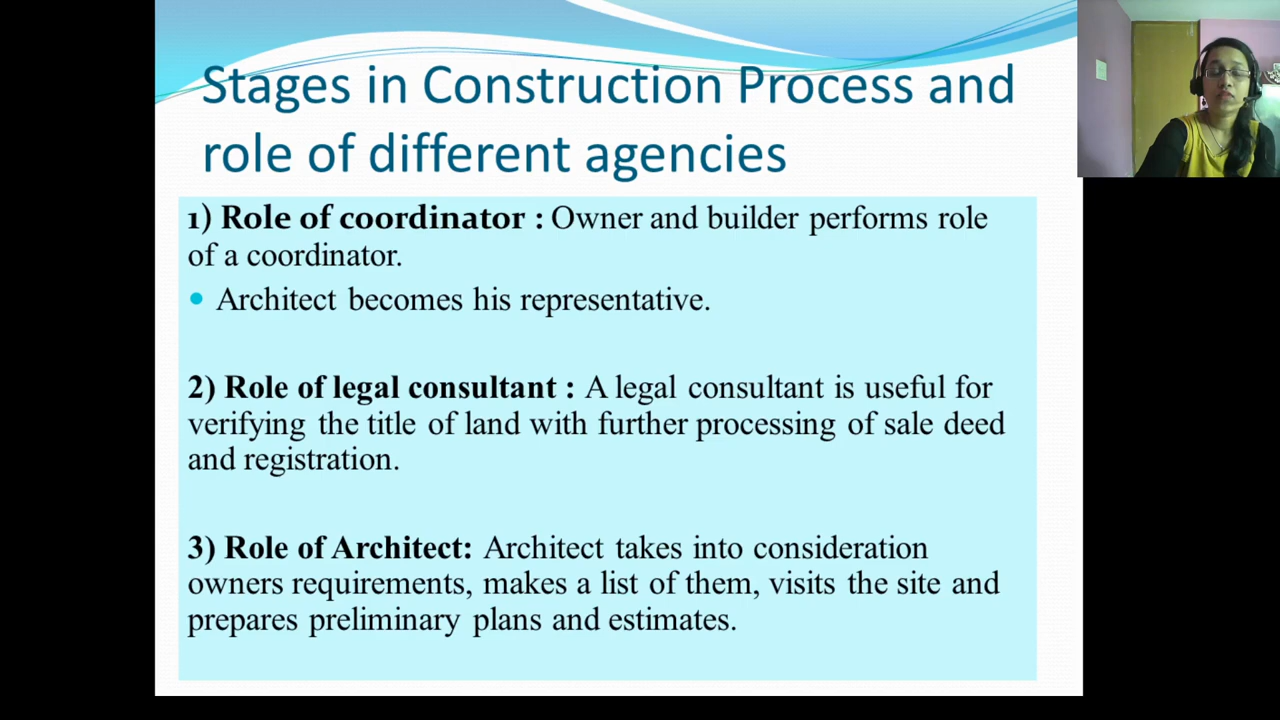 Stages in Construction Process and
role of different agencies
1) Role of coordinator : Owner and builder performs role
of a coordinator.
• Architect becomes his representative.
2) Role of legal consultant : A legal consultant is useful for
verifying the title of land with further processing of sale deed
and registration.
3) Role of Architect: Architect takes into consideration
owners requirements, makes a list of them, visits the site and
prepares preliminary plans and estimates.